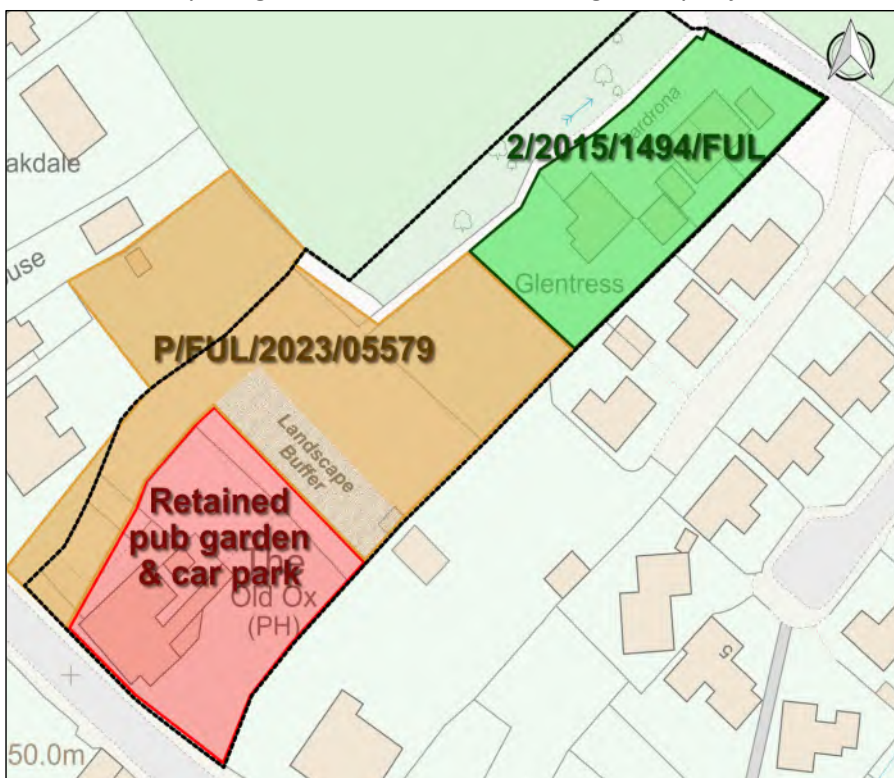 2/2015/1494/FUL
akdale
Glentress
P/FUL/2023/05579
Landscape
Buffer
Retained
pub garden
& car park
The
Old Ox
(PH)
5
50.0m